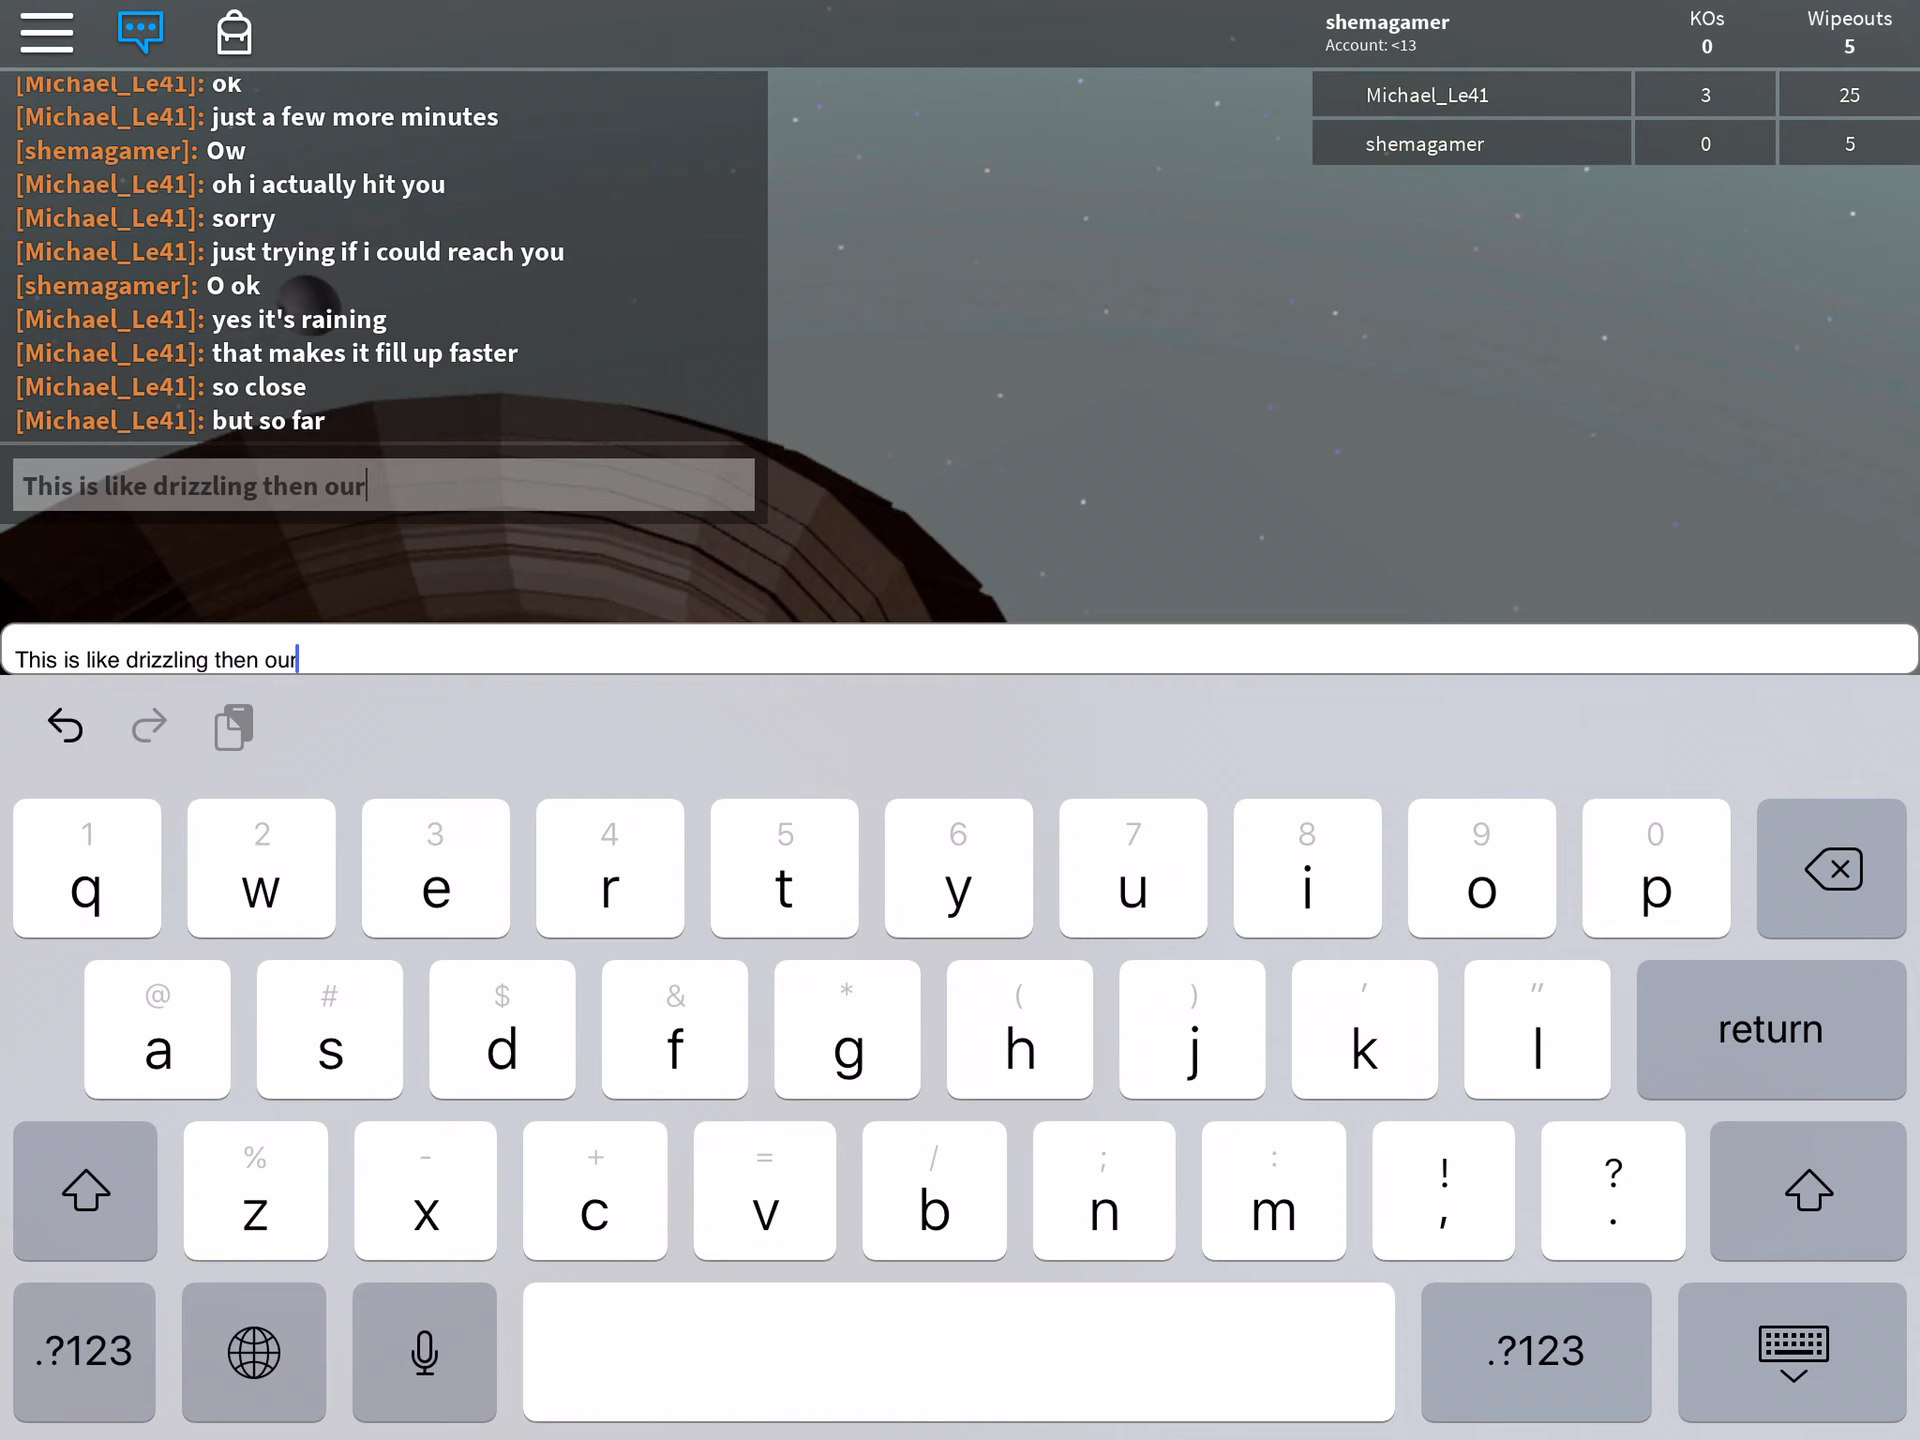 shemagamer
Account: <13
KOs
0
Wipeouts
5
Michael_Le41 3 25
shemagamer 0 5
[Michael_Le41]: ok
[Michael_Le41]: just a few more minutes
[shemagamer]: Ow
[Michael_Le41]: oh i actually hit you
[Michael_Le41]: sorry
[Michael_Le41]: just trying if i could reach you
[shemagamer]: O ok
[Michael_Le41]: yes it's raining
[Michael_Le41]: that makes it fill up faster
[Michael_Le41]: so close
[Michael_Le41]: but so far
This is like drizzling then our
This is like drizzling then our
1 2 3 4 5 6 7 8 9 0
q w e r t y u i o p
@ # $ & * ( ) ' "
a s d f g h j k l return
% - + = / ; : ! ?
z x c v b n m , .
.?123 .?123